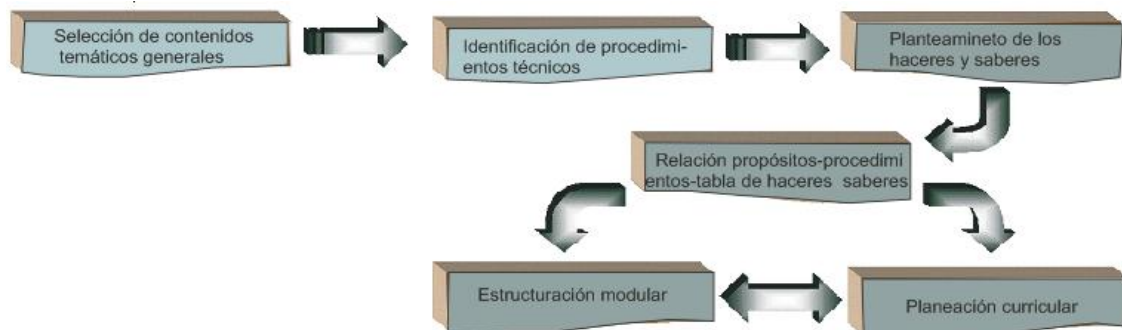 Selección de contenidos
temáticos generales
Identificación de procedimi-
entos técnicos
Planteamineto de los
haceres y saberes
Relación propósitos-procedimi
entos-tabla de haceres saberes
Estructuración modular
Planeación curricular